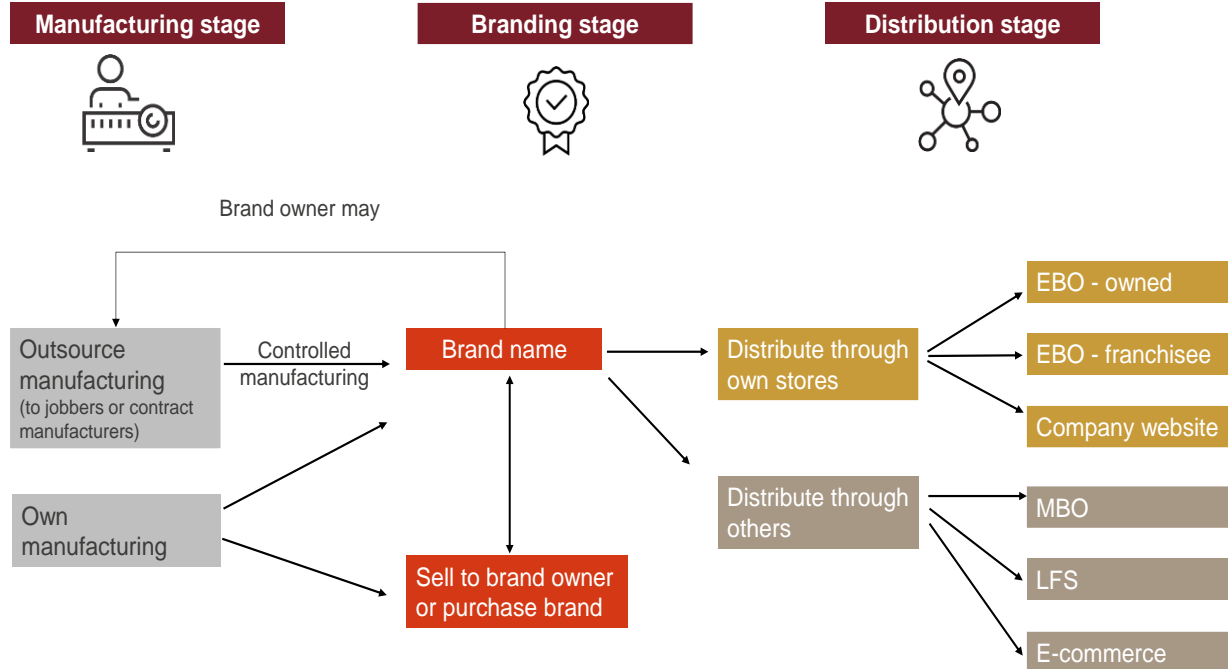 Manufacturing stage
Branding stage
Distribution stage
Brand owner may
Outsource
manufacturing
(to jobbers or contract
manufacturers)
Controlled
manufacturing
Brand name
Distribute through
own stores
EBO - owned
EBO - franchisee
Company website
Own
manufacturing
Sell to brand owner
or purchase brand
Distribute through
others
MBO
LFS
E-commerce